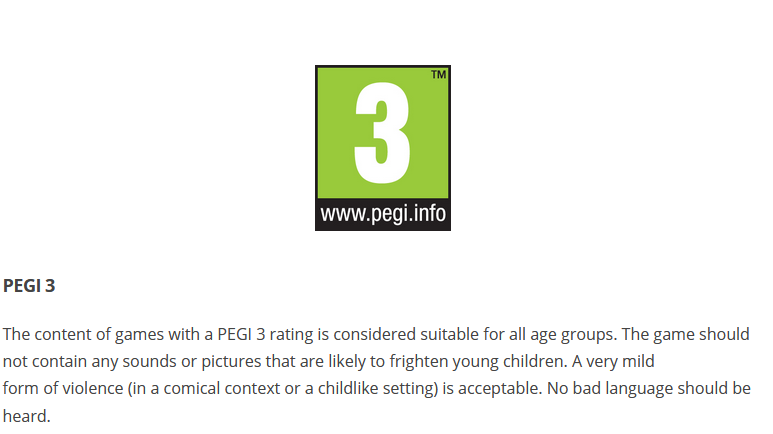 TM
3
www.pegi.info
PEGI 3
The content of games with a PEGI 3 rating is considered suitable for all age groups. The game should
not contain any sounds or pictures that are likely to frighten young children. A very mild
form of violence (in a comical context or a childlike setting) is acceptable. No bad language should be
heard.